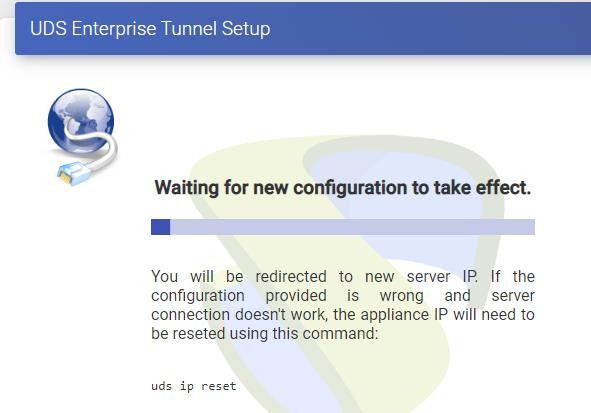 UDS Enterprise Tunnel Setup
Waiting for new configuration to take effect.
You will be redirected to new server IP. If the
configuration provided is wrong and server
connection doesn't work, the appliance IP will need to
be reseted using this command:
uds ip reset